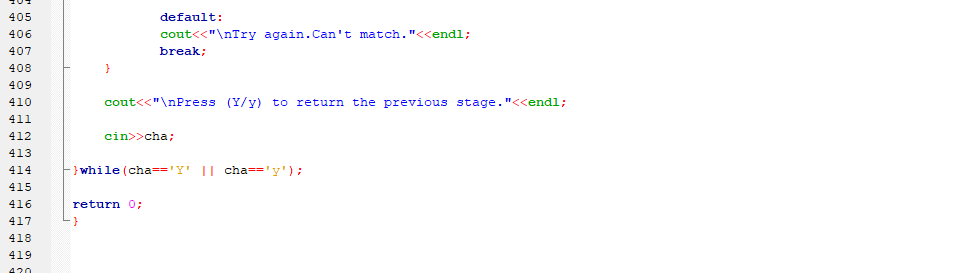 404
405 default:
406 cout<<"\nTry again.Can't match."<<endl;
407 break;
408 }
409
410 cout<<"\nPress (Y/y) to return the previous stage."<<endl;
411
412 cin>>cha;
413
414 }while(cha=='Y' || cha=='y');
415
416 return 0;
417 }
418
419
420